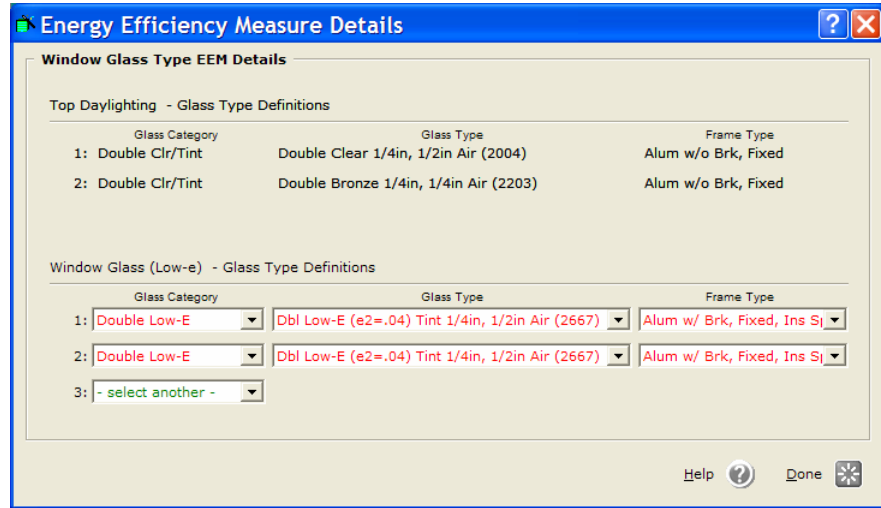 Energy Efficiency Measure Details
Window Glass Type EEM Details
Top Daylighting - Glass Type Definitions
Glass Category Glass Type Frame Type
1: Double Clr/Tint Double Clear 1/4in, 1/2in Air (2004) Alum w/o Brk, Fixed
2: Double Clr/Tint Double Bronze 1/4in, 1/4in Air (2203) Alum w/o Brk, Fixed
Window Glass (Low-e) - Glass Type Definitions
Glass Category Glass Type Frame Type
1: Double Low-E Dbl Low-E (e2=.04) Tint 1/4in, 1/2in Air (2667) Alum w/ Brk, Fixed, Ins
2: Double Low-E Dbl Low-E (e2=.04) Tint 1/4in, 1/2in Air (2667) Alum w/ Brk, Fixed, Ins
3: - select another -
Help ? Done